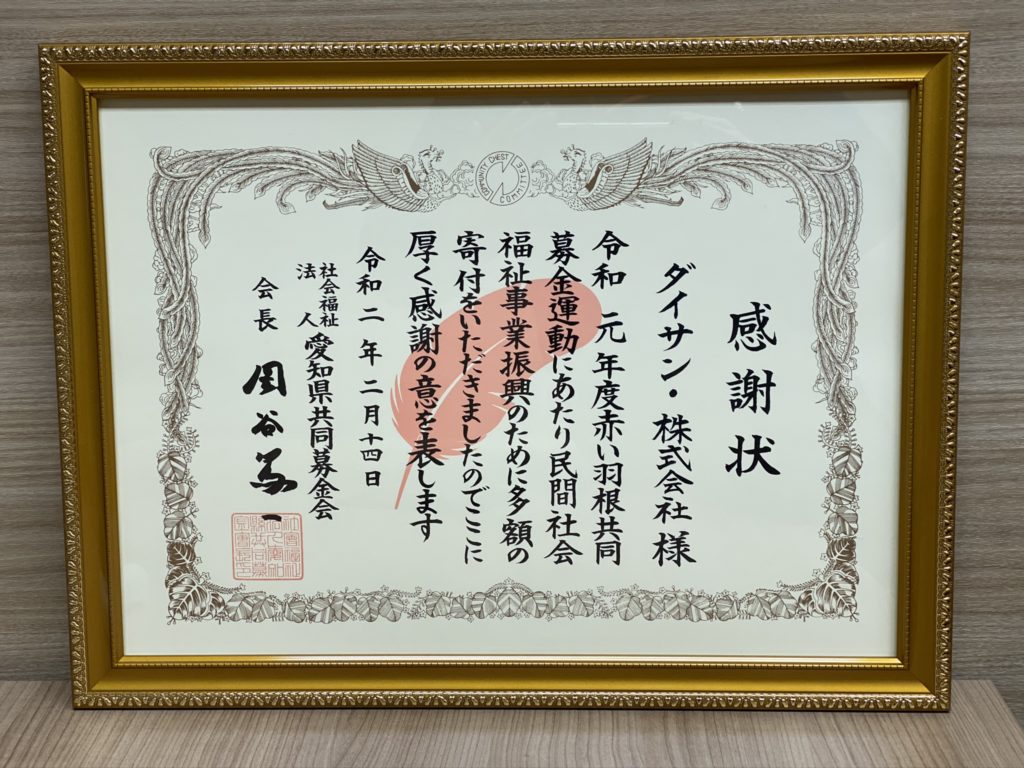 COMMUNITY CHEST
COMMITTEE
感謝状
ダイサン・株式会社様
令和 元年度赤い羽根共同
募金運動にあたり民間社会
福祉事業振興のために多額の
寄付をいただきましたのでここに
厚く感謝の意を表します
令和二年二月十四日
社会福祉
法人
愛知県共同募金会
会長